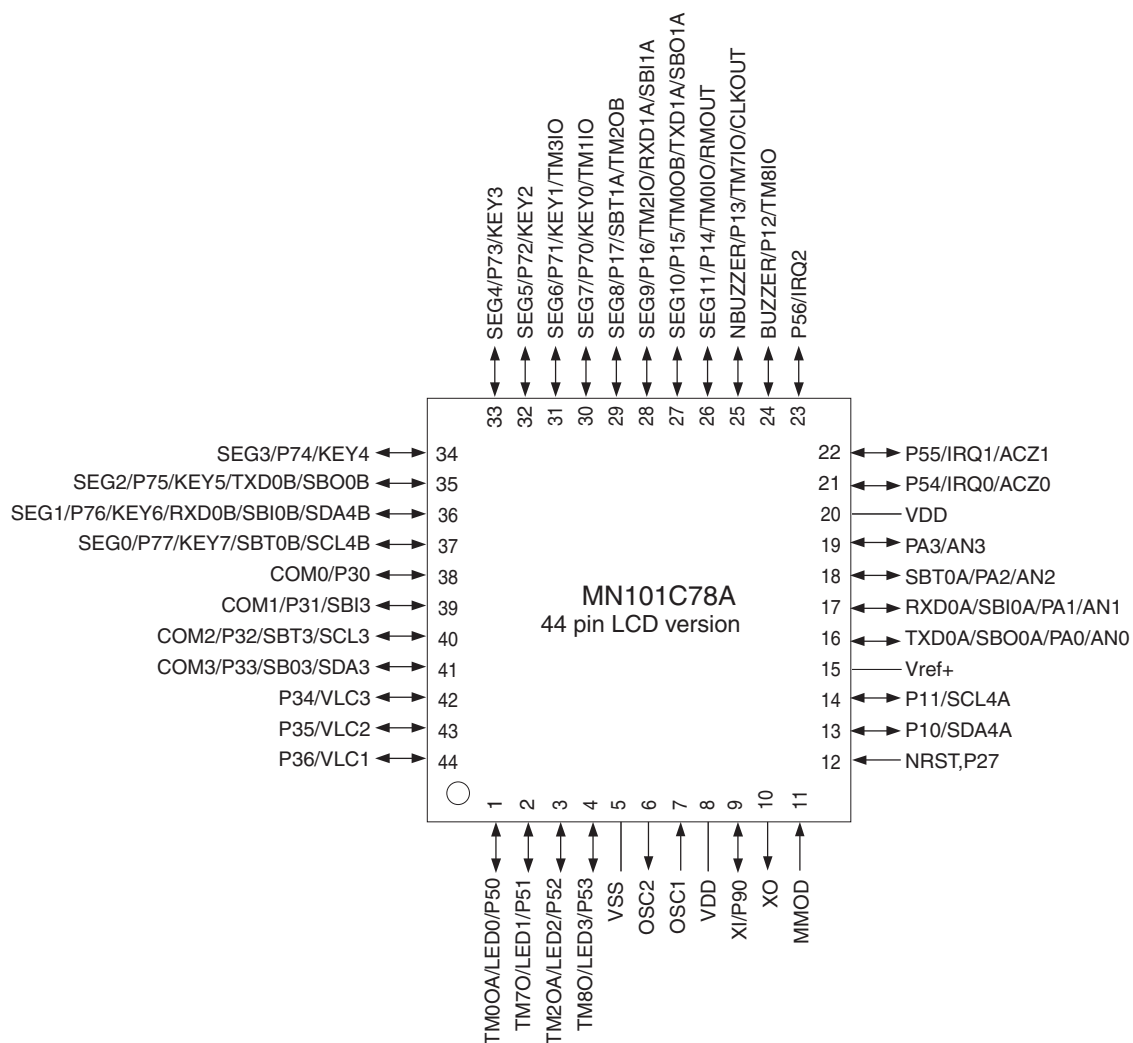 SEG4/P73/KEY3
SEG5/P72/KEY2
SEG6/P71/KEY1/TM3IO
SEG7/P70/KEY0/TM1IO
SEG8/P17/SBT1A/TM2OB
SEG9/P16/TM2IO/RXD1A/SBI1A
SEG10/P15/TM0OB/TXD1A/SBO1A
SEG11/P14/TM0IO/RMOUT
NBUZZER/P13/TM7IO/CLKOUT
BUZZER/P12/TM8IO
P56/IRQ2
33 32 31 30 29 28 27 26 25 24 23
SEG3/P74/KEY4 34
SEG2/P75/KEY5/TXD0B/SBO0B 35
SEG1/P76/KEY6/RXD0B/SBI0B/SDA4B 36
SEG0/P77/KEY7/SBT0B/SCL4B 37
COM0/P30 38
COM1/P31/SBI3 39
COM2/P32/SBT3/SCL3 40
COM3/P33/SB03/SDA3 41
P34/VLC3 42
P35/VLC2 43
P36/VLC1 44
MN101C78A
44 pin LCD version
22 P55/IRQ1/ACZ1
21 P54/IRQ0/ACZ0
20 VDD
19 PA3/AN3
18 SBT0A/PA2/AN2
17 RXD0A/SBI0A/PA1/AN1
16 TXD0A/SBO0A/PA0/AN0
15 Vref+
14 P11/SCL4A
13 P10/SDA4A
12 NRST,P27
1 2 3 4 5 6 7 8 9 10 11
TM0OA/LED0/P50
TM7O/LED1/P51
TM2OA/LED2/P52
TM8O/LED3/P53
VSS
OSC2
OSC1
VDD
XI/P90
XO
MMOD